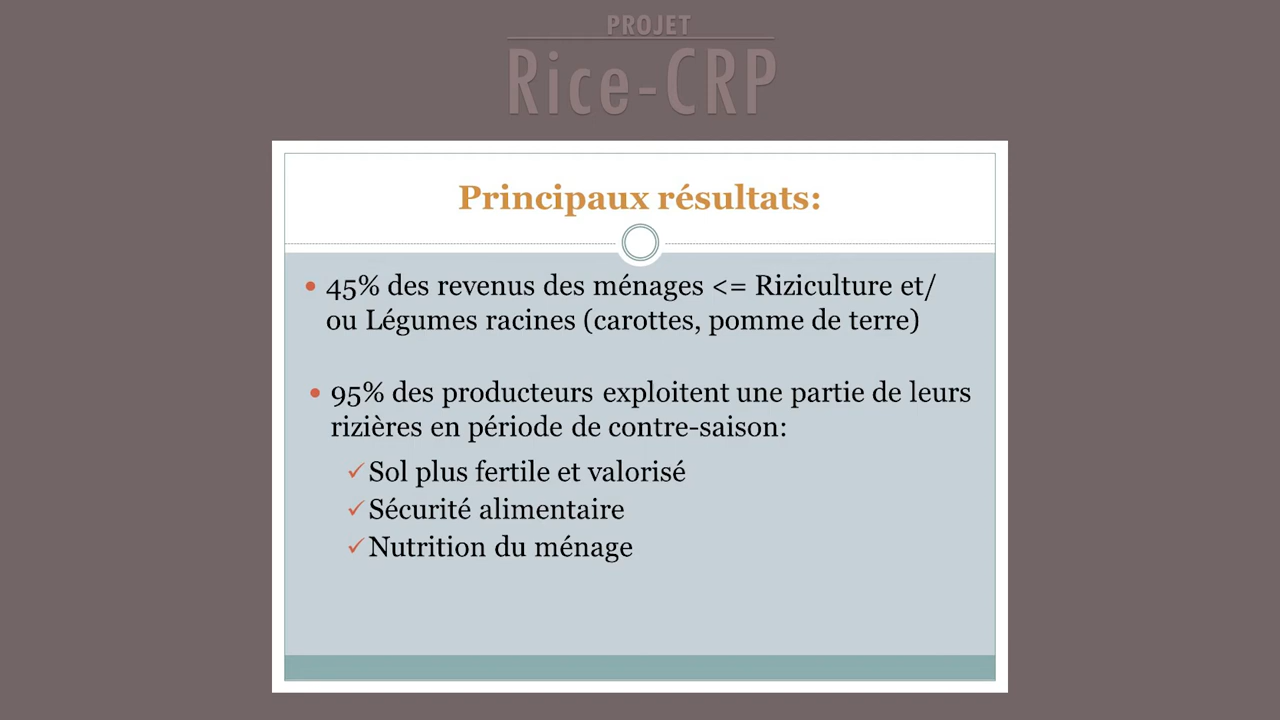 PROJET
Rice-CRP
Principaux résultats:
• 45% des revenus des ménages <= Riziculture et/
ou Légumes racines (carottes, pomme de terre)
• 95% des producteurs exploitent une partie de leurs
rizières en période de contre-saison:
✓Sol plus fertile et valorisé
✓Sécurité alimentaire
✓Nutrition du ménage